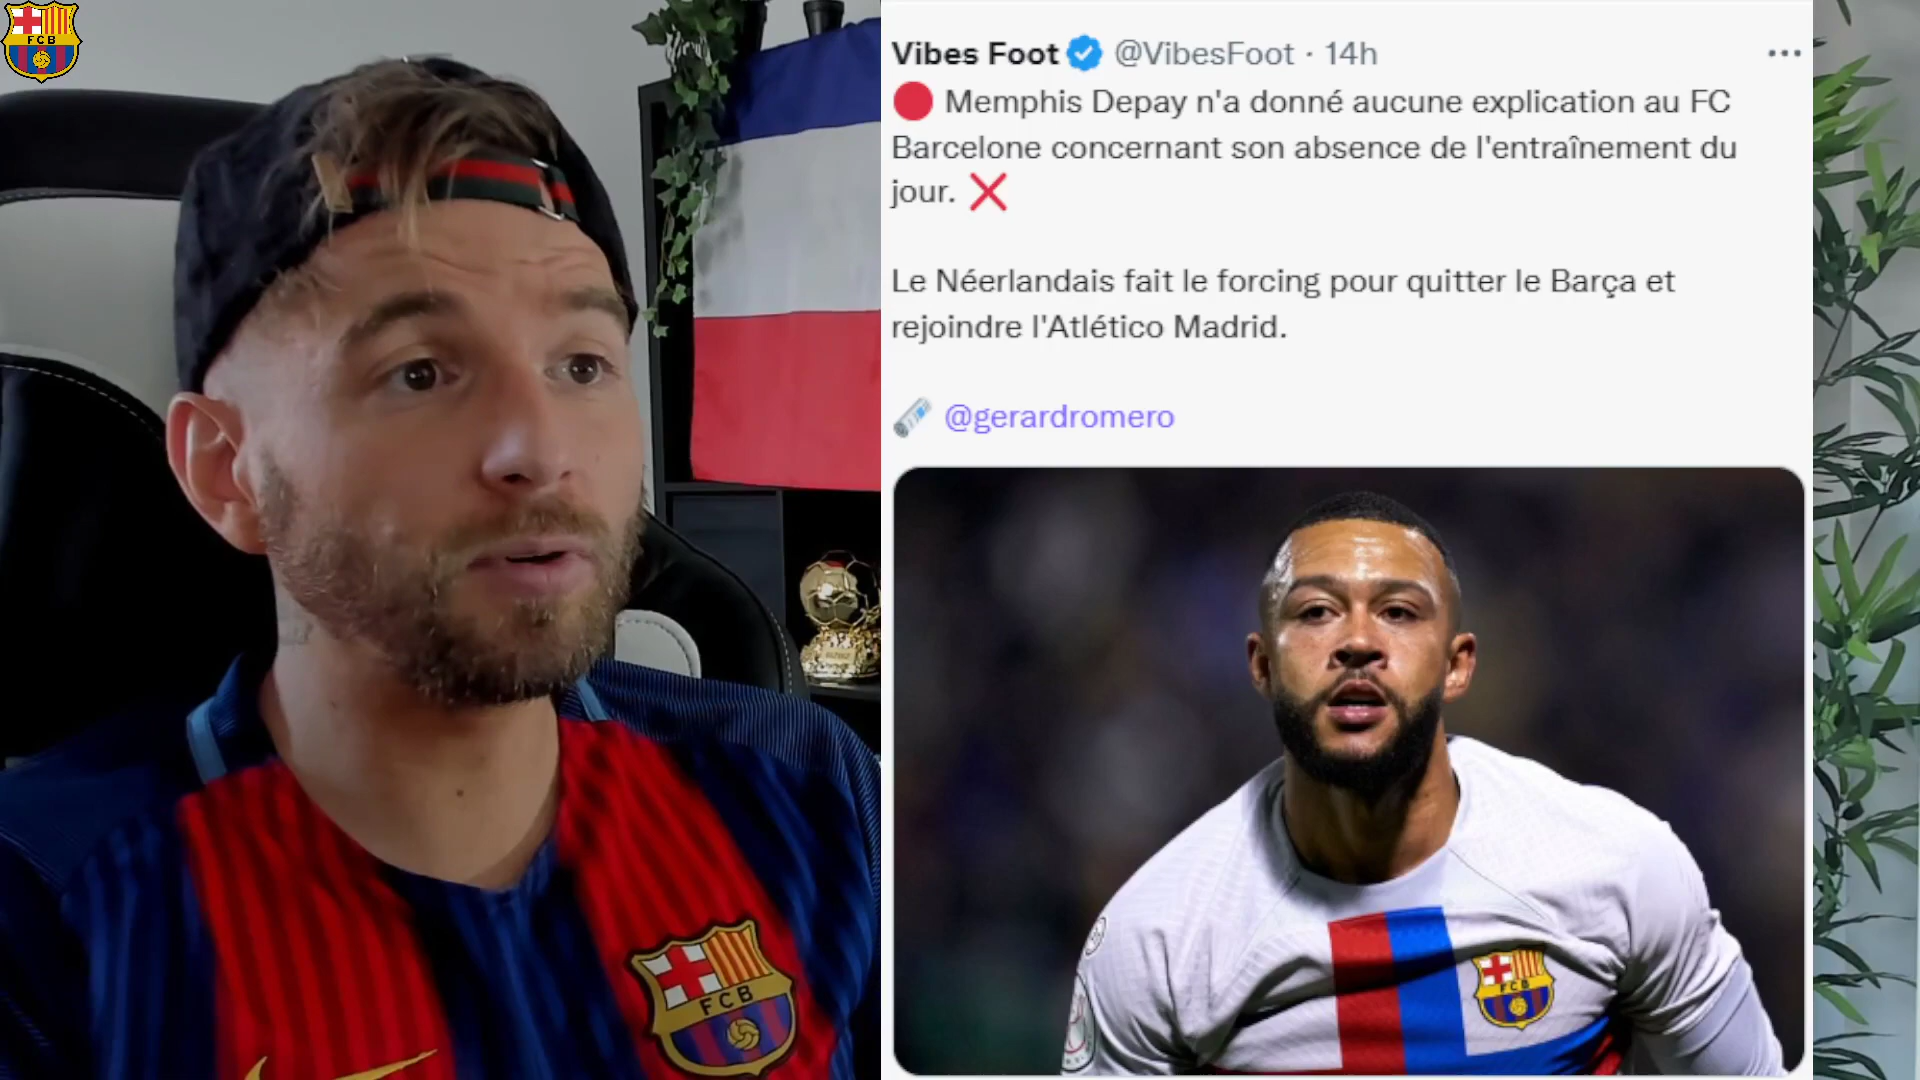 FCB
Vibes Foot @VibesFoot · 14h
Memphis Depay n'a donné aucune explication au FC
Barcelone concernant son absence de l'entraînement du
jour.
Le Néerlandais fait le forcing pour quitter le Barça et
rejoindre l'Atlético Madrid.
@gerardromero
FCB
FCB